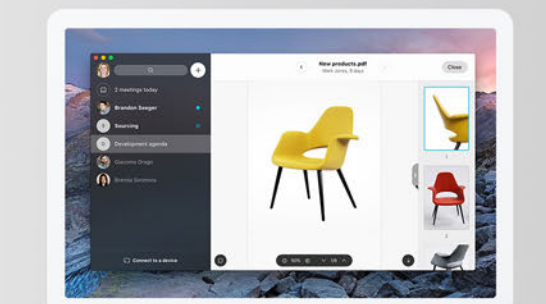 New products.pdf
Mark Jones, 5 days
Close
2 meetings today
Brandon Seeger
Sourcing
Development agenda
Giacomo Drago
Brenda Simmons
Connect to a device
50%
1
2